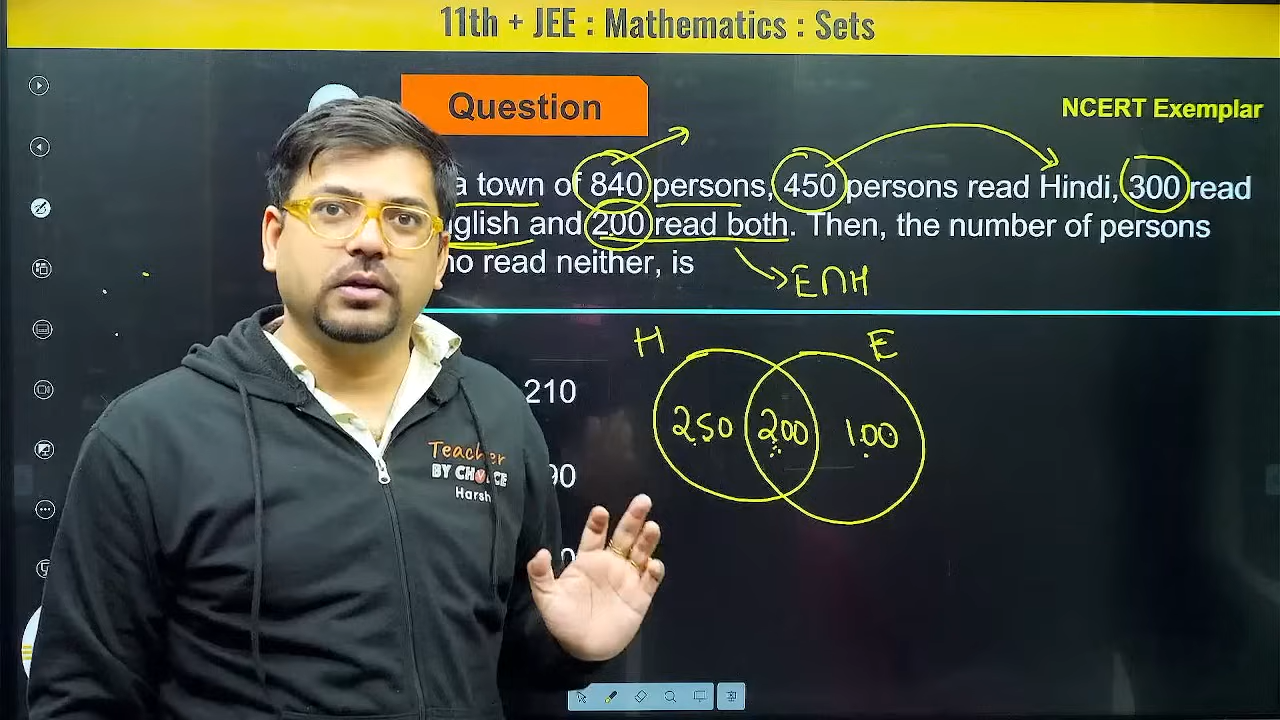 11th + JEE : Mathematics : Sets
Question
NCERT Exemplar
a town of 840 persons, 450 persons read Hindi, 300 read
glish and 200 read both. Then, the number of persons
o read neither, is
E∩H
H
E
210
250
200
100
90
0
Teacher
BY CHOICE
Harsh